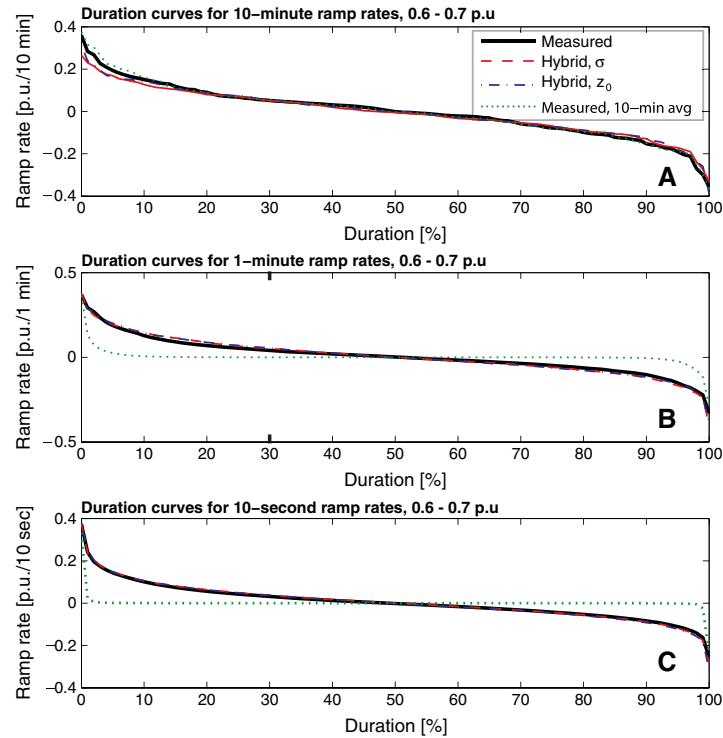 Duration curves for 10−minute ramp rates, 0.6 - 0.7 p.u
Ramp rate [p.u./10 min]
0.4
0.2
0
−0.2
−0.4
Measured
Hybrid, σ
Hybrid, z0
Measured, 10−min avg
A
0 10 20 30 40 50 60 70 80 90 100
Duration [%]
Duration curves for 1−minute ramp rates, 0.6 - 0.7 p.u
Ramp rate [p.u./1 min]
0.5
0
−0.5
B
0 10 20 30 40 50 60 70 80 90 100
Duration [%]
Duration curves for 10−second ramp rates, 0.6 - 0.7 p.u
Ramp rate [p.u./10 sec]
0.4
0.2
0
−0.2
−0.4
C
0 10 20 30 40 50 60 70 80 90 100
Duration [%]